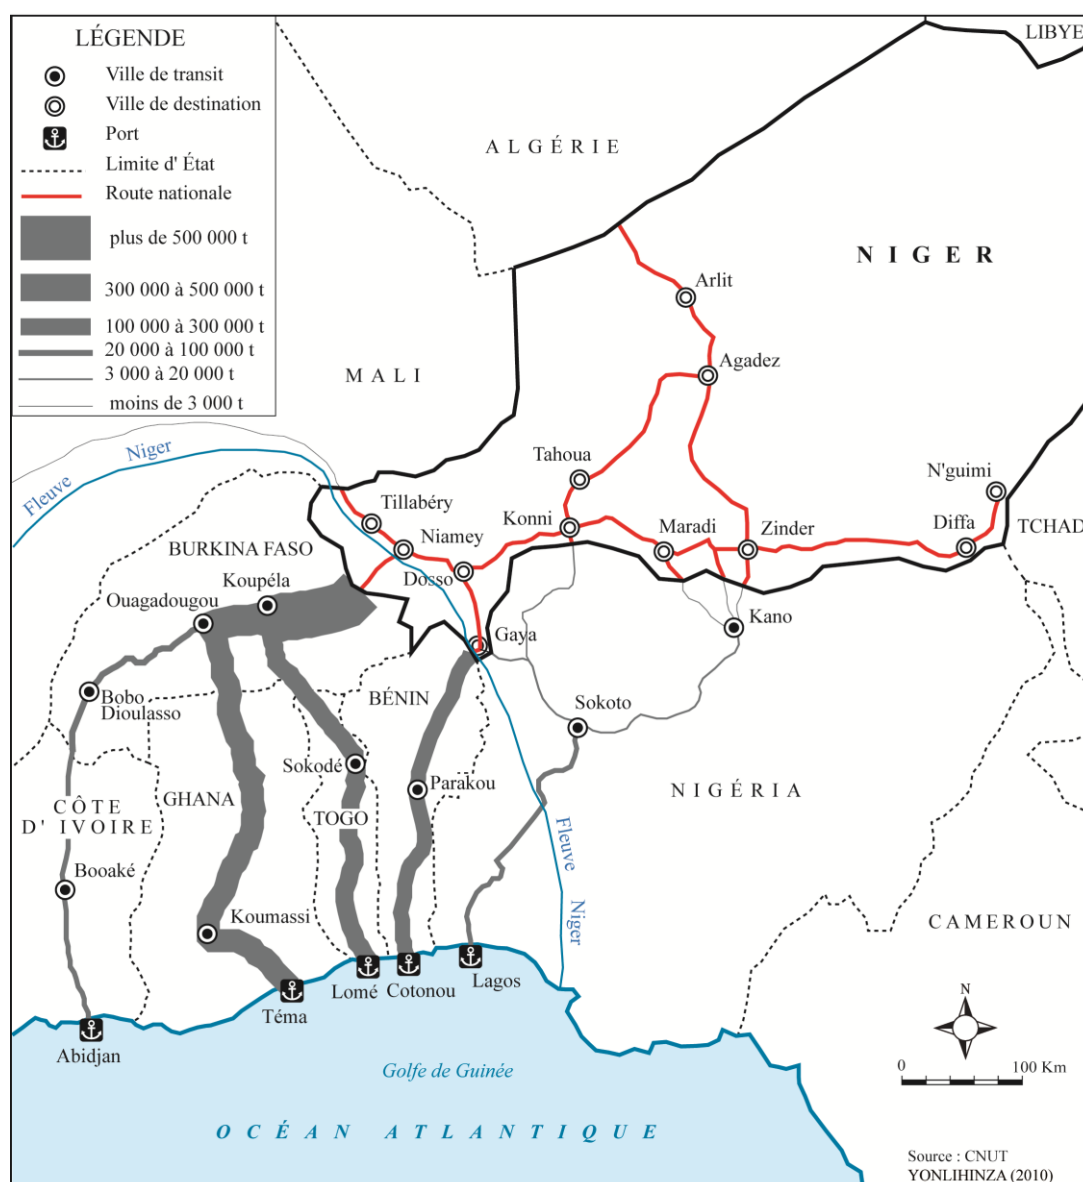 LÉGENDE
Ville de transit
Ville de destination
Port
Limite d' État
Route nationale
plus de 500 000 t
300 000 à 500 000 t
100 000 à 300 000 t
20 000 à 100 000 t
3 000 à 20 000 t
moins de 3 000 t
LIBYE
ALGÉRIE
NIGER
Arlit
MALI
Agadez
Fleuve
Niger
Tahoua
N'guimi
Tillabéry
Konni
Maradi
Zinder
Diffa
TCHAD
Niamey
BURKINA FASO
Dosso
Koupéla
Ouagadougou
Gaya
Kano
Bobo
Dioulasso
BÉNIN
Sokoto
Sokodé
Parakou
NIGÉRIA
CÔTE
D' IVOIRE
GHANA
TOGO
Fleuve
Niger
Booaké
Koumassi
CAMEROUN
Lomé
Cotonou
Lagos
Téma
Abidjan
N
0
100 Km
Golfe de Guinée
OCÉAN ATLANTIQUE
Source : CNUT
YONLIHINZA (2010)